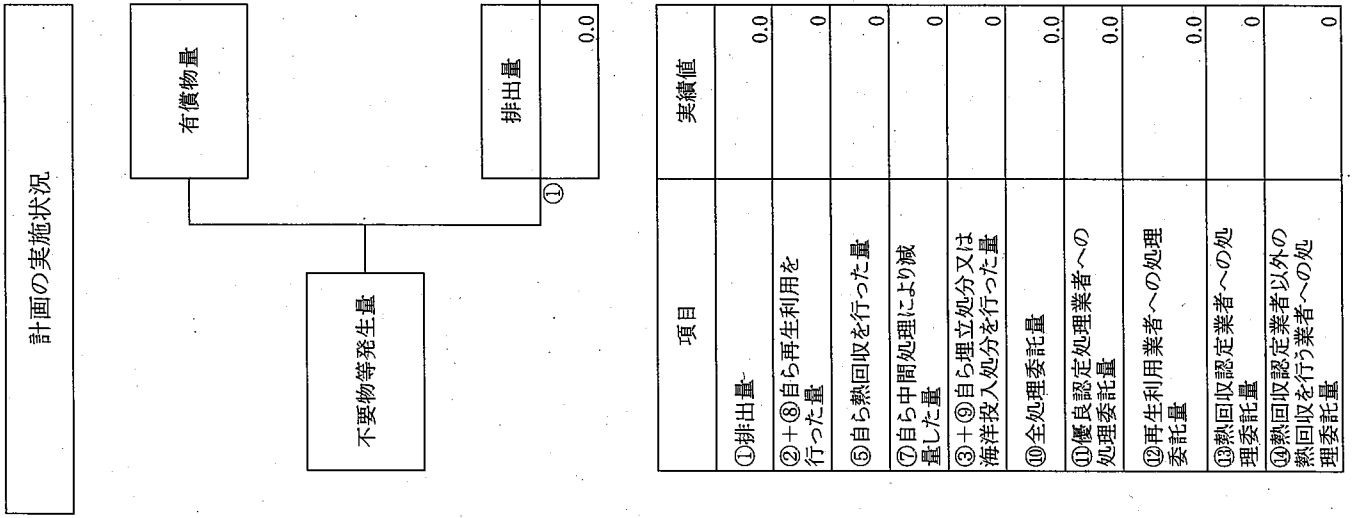 計画の実施状況
不要物等発生量
有償物量
①
排出量
0.0
項目
実績値
①排出量
0.0
②+⑧自ら再生利用を
行った量
0
⑤自ら熱回収を行った量
0
⑦自ら中間処理により減
量した量
0
③+⑨自ら埋立処分又は
海洋投入処分を行った量
0
⑩全処理委託量
0.0
⑪優良認定処理業者への
処理委託量
0.0
⑫再生利用業者への処理
委託量
0.0
⑬熱回収認定業者への処
理委託量
0
⑭熱回収認定業者以外の
熱回収を行う業者への処
理委託量
0